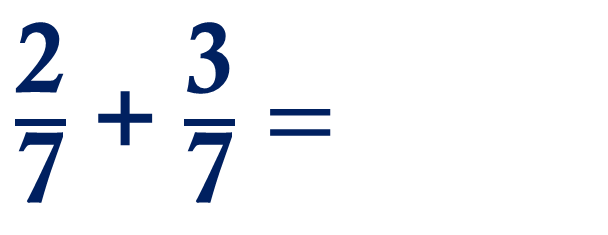 2/7 + 3/7 =